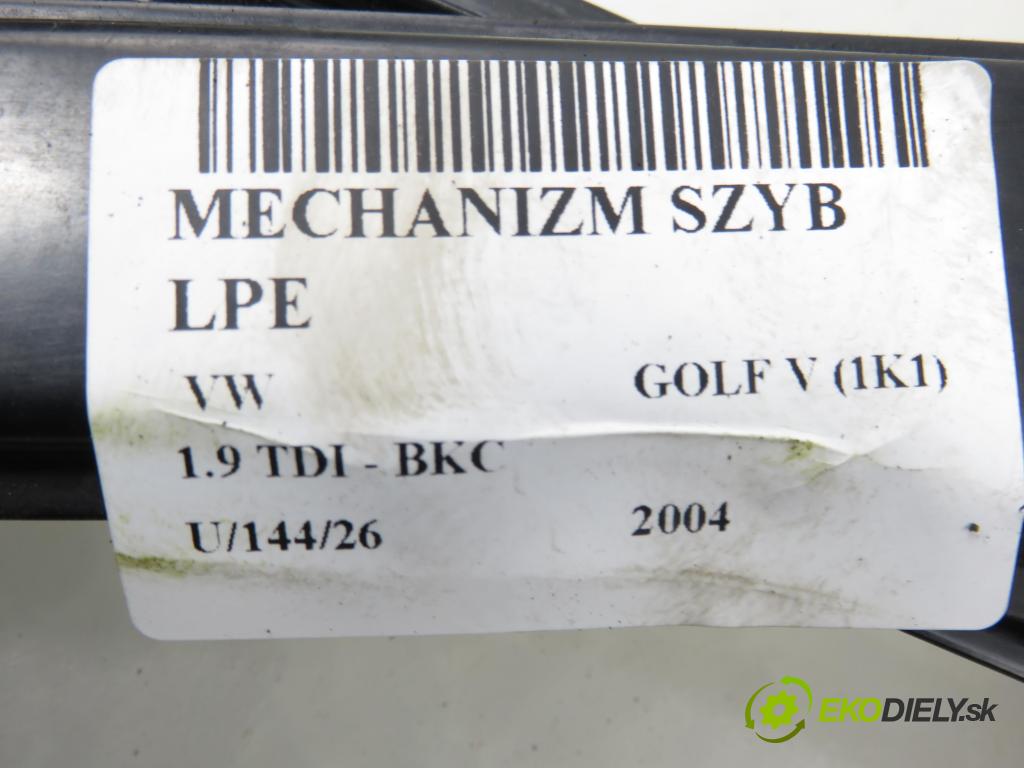 MECHANIZM SZYB
LPE
VW GOLF V (1K1)
1.9 TDI - BKC
U/144/26 2004
EKODIELY.sk